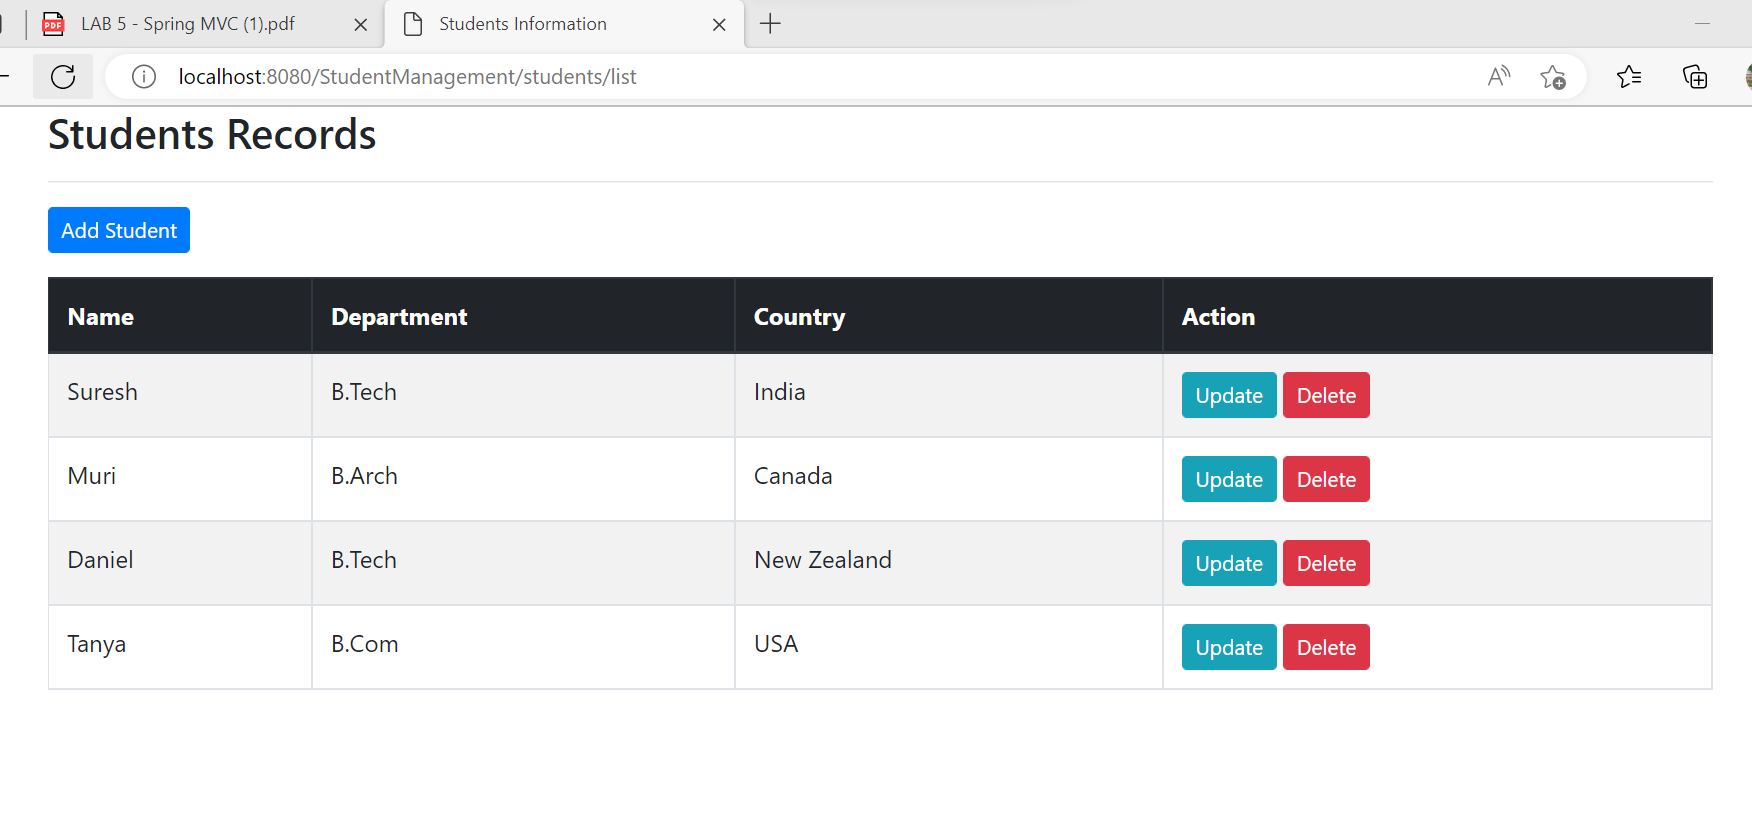 PDF LAB 5 - Spring MVC (1).pdf Students Information
localhost:8080/StudentManagement/students/list
Students Records
Add Student
Name Department Country Action
Suresh B.Tech India Update Delete
Muri B.Arch Canada Update Delete
Daniel B.Tech New Zealand Update Delete
Tanya B.Com USA Update Delete